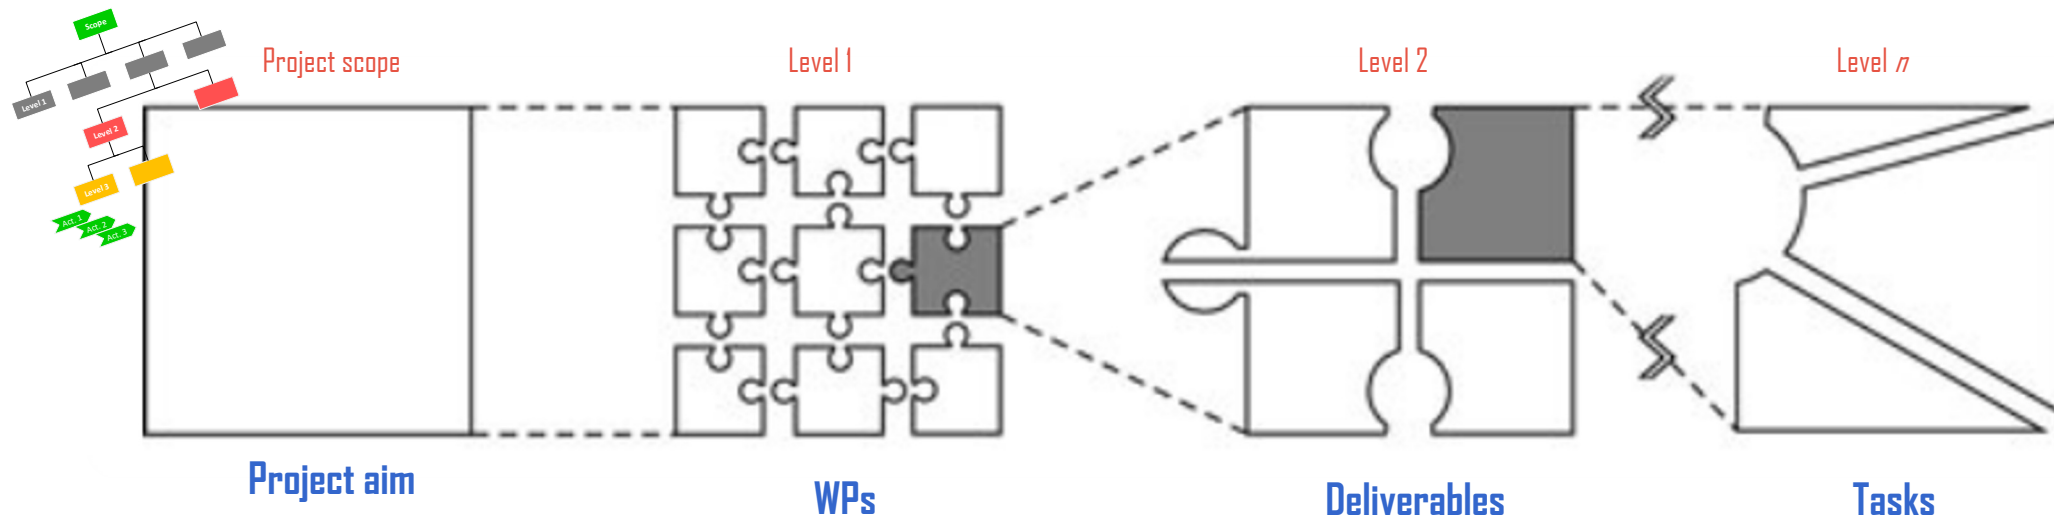 Scope
Level 1
Level 2
Level 3
Act. 1
Act. 2
Act. 3
Project scope
Level 1
Level 2
Level n
Project aim
WPs
Deliverables
Tasks